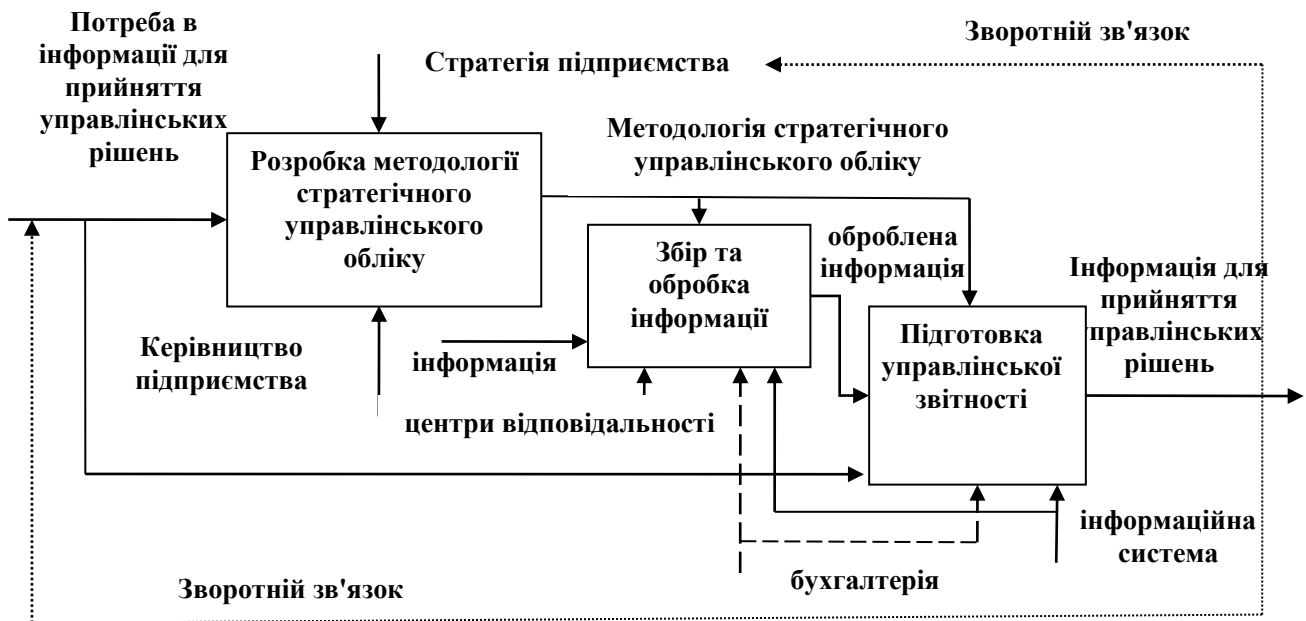 Потреба в
інформації для
прийняття
управлінських
рішень
Стратегія підприємства
Зворотній зв'язок
Розробка методології
стратегічного
управлінського
обліку
Методологія стратегічного
управлінського обліку
Збір та
обробка
інформації
оброблена
інформація
Інформація для
прийняття
управлінських
рішень
Підготовка
управлінської
звітності
Керівництво
підприємства
інформація
центри відповідальності
інформаційна
система
бухгалтерія
Зворотній зв'язок